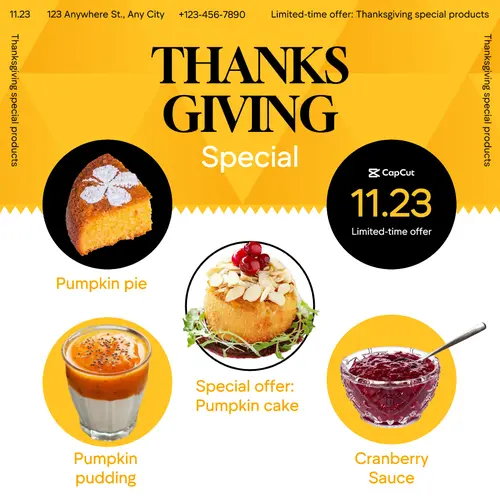 11.23 123 Anywhere St., Any City +123-456-7890 Limited-time offer: Thanksgiving special products
Thanksgiving special products
Thanksgiving special products
THANKS
GIVING
Special
CapCut
11.23
Limited-time offer
Pumpkin pie
Special offer:
Pumpkin cake
Pumpkin
pudding
Cranberry
Sauce